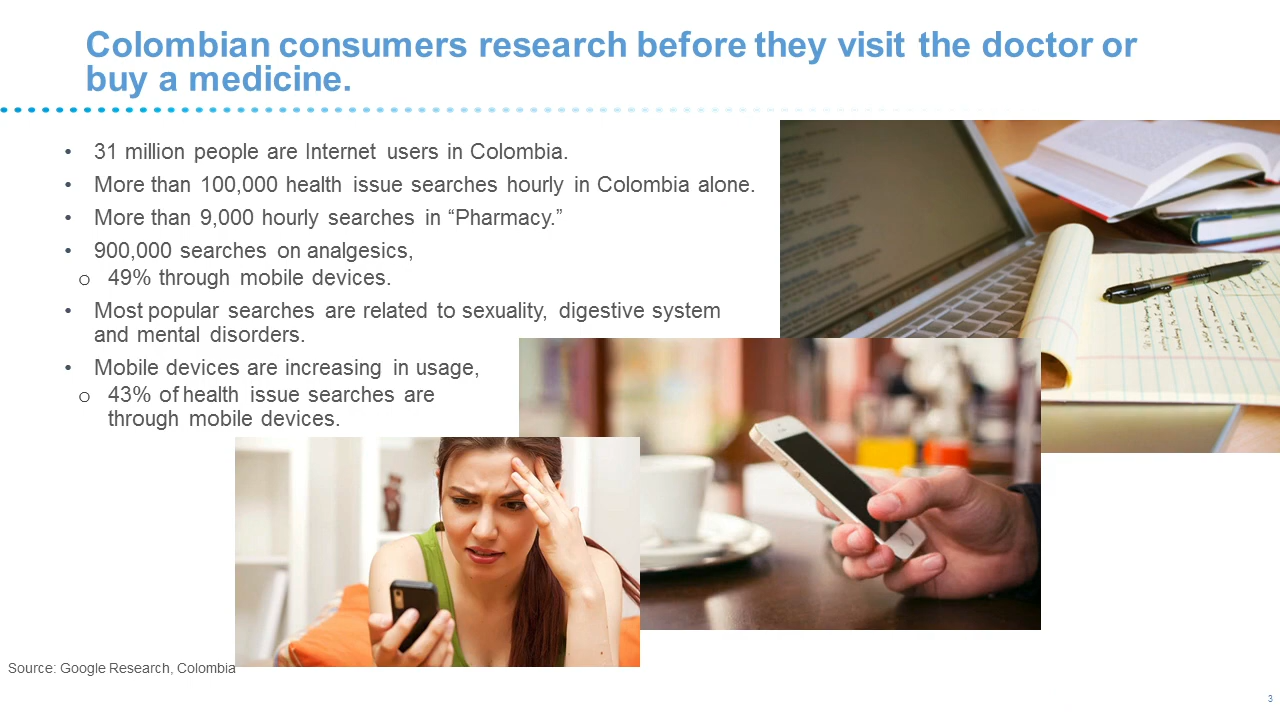 Colombian consumers research before they visit the doctor or
buy a medicine.
• 31 million people are Internet users in Colombia.
• More than 100,000 health issue searches hourly in Colombia alone.
• More than 9,000 hourly searches in “Pharmacy.”
• 900,000 searches on analgesics,
o 49% through mobile devices.
• Most popular searches are related to sexuality, digestive system
and mental disorders.
• Mobile devices are increasing in usage,
o 43% of health issue searches are
through mobile devices.
Source: Google Research, Colombia
3